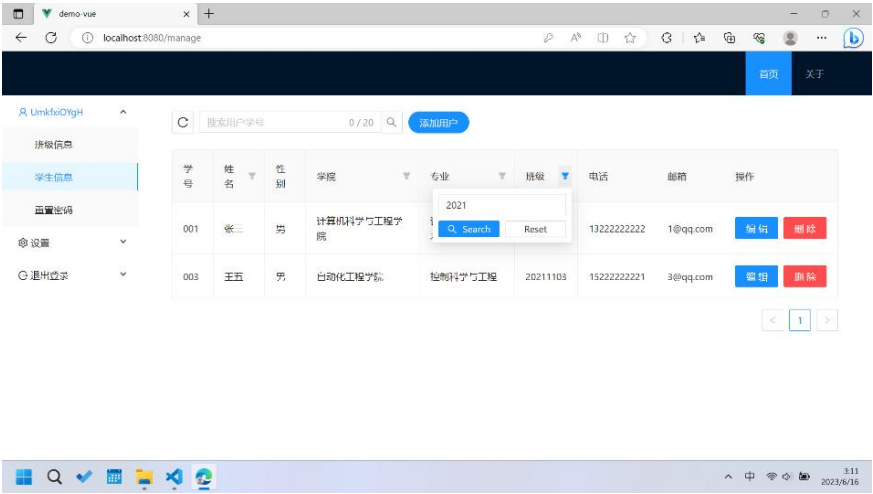 demo-vue
localhost:8080/manage
首页 关于
UmkfxiOYgH
班级信息
学生信息
重置密码
设置
退出登录
搜索用户学号 0 / 20 添加用户
学号 姓名 性别 学院 专业 班级 电话 邮箱 操作
2021
Search Reset
001 张三 男 计算机科学与工程学院 13222222222 1@qq.com 编辑 删除
003 王五 男 自动化工程学院 控制科学与工程 20211103 15222222221 3@qq.com 编辑 删除
< 1 >
中 3:11
2023/6/16